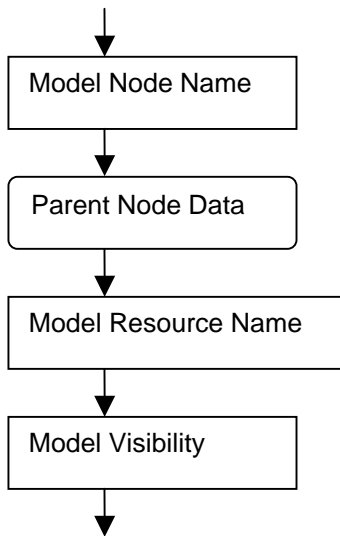 Model Node Name
Parent Node Data
Model Resource Name
Model Visibility